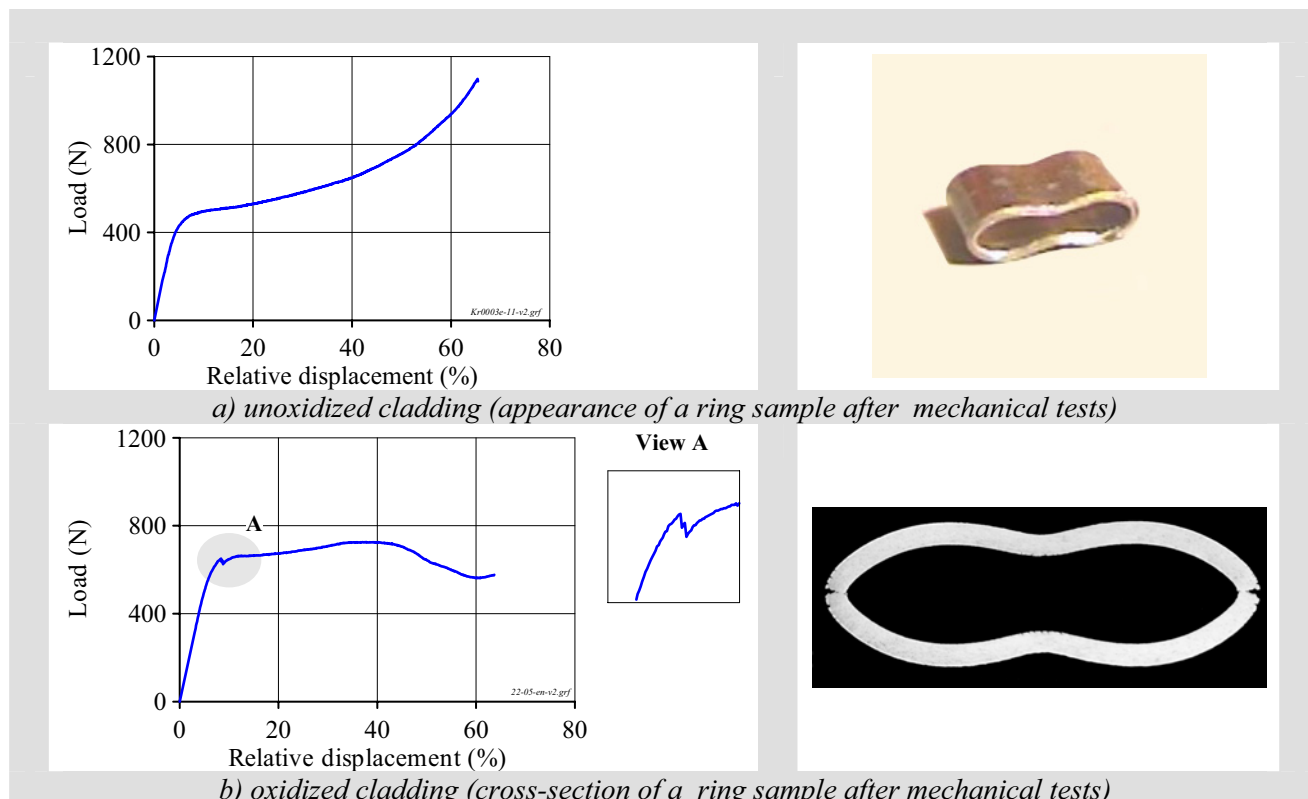 1200
800
400
0
Load (N)
Kr0003e-11-v2.grf
0 20 40 60 80
Relative displacement (%)
a) unoxidized cladding (appearance of a ring sample after mechanical tests)
View A
1200
800
400
0
A
Load (N)
22-05-en-v2.grf
0 20 40 60 80
Relative displacement (%)
b) oxidized cladding (cross-section of a ring sample after mechanical tests)